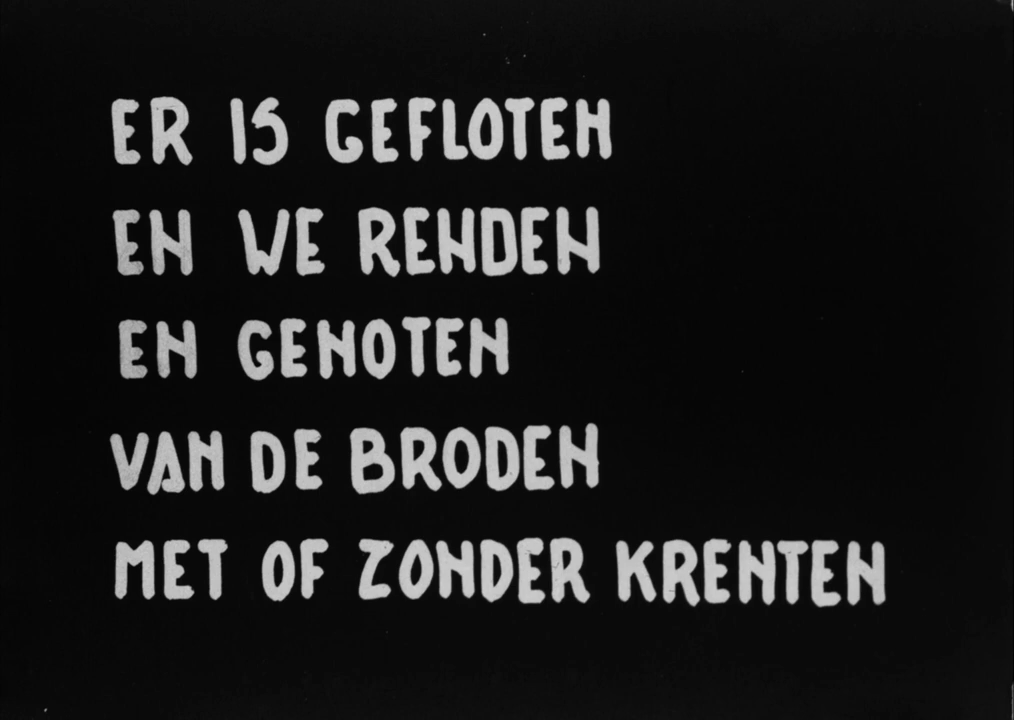 ER IS GEFLOTEN
EN WE RENDEN
EN GENOTEN
VAN DE BRODEN
MET OF ZONDER KRENTEN